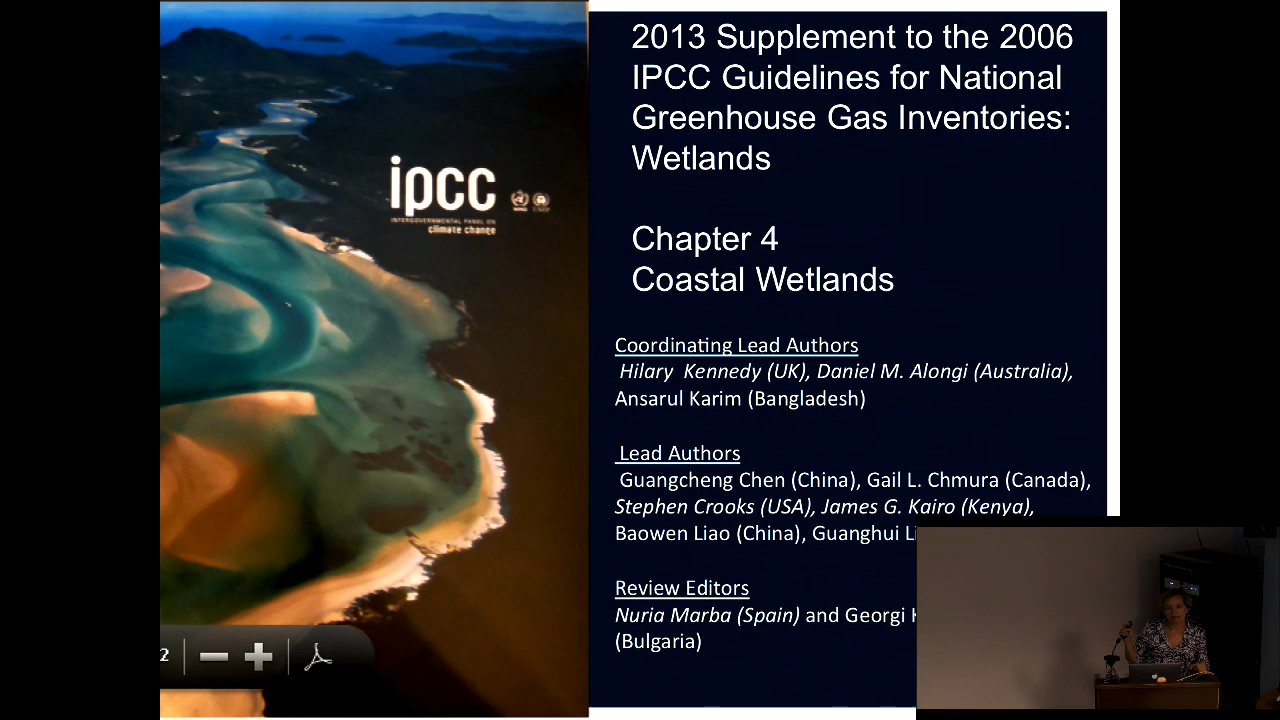 2013 Supplement to the 2006
IPCC Guidelines for National
Greenhouse Gas Inventories:
Wetlands
Chapter 4
Coastal Wetlands
ipcc
INTERGOVERNMENTAL PANEL ON
climate change
Coordinating Lead Authors
Hilary Kennedy (UK), Daniel M. Alongi (Australia),
Ansarul Karim (Bangladesh)
Lead Authors
Guangcheng Chen (China), Gail L. Chmura (Canada),
Stephen Crooks (USA), James G. Kairo (Kenya),
Baowen Liao (China), Guanghui
Review Editors
Nuria Marba (Spain) and Georgi
(Bulgaria)
2